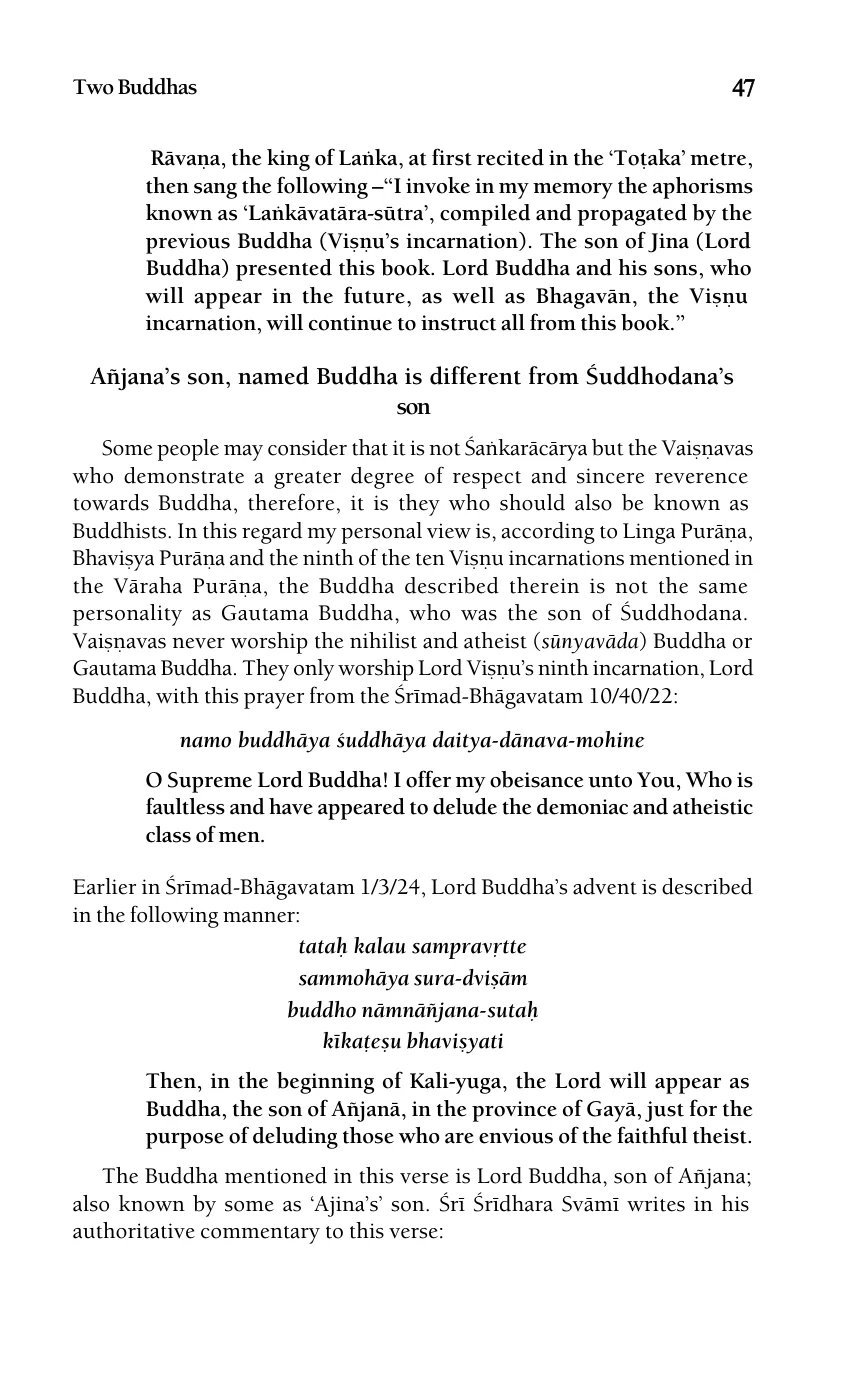 Two Buddhas 47
Rāvaṇa, the king of Laṅka, at first recited in the ‘Toṭaka’ metre,
then sang the following –“I invoke in my memory the aphorisms
known as ‘Laṅkāvatāra-sūtra’, compiled and propagated by the
previous Buddha (Viṣṇu’s incarnation). The son of Jina (Lord
Buddha) presented this book. Lord Buddha and his sons, who
will appear in the future, as well as Bhagavān, the Viṣṇu
incarnation, will continue to instruct all from this book.”
Añjana’s son, named Buddha is different from Śuddhodana’s
son
Some people may consider that it is not Śaṅkarācārya but the Vaiṣṇavas
who demonstrate a greater degree of respect and sincere reverence
towards Buddha, therefore, it is they who should also be known as
Buddhists. In this regard my personal view is, according to Linga Purāṇa,
Bhaviṣya Purāṇa and the ninth of the ten Viṣṇu incarnations mentioned in
the Vāraha Purāṇa, the Buddha described therein is not the same
personality as Gautama Buddha, who was the son of Śuddhodana.
Vaiṣṇavas never worship the nihilist and atheist (sūnyavāda) Buddha or
Gautama Buddha. They only worship Lord Viṣṇu’s ninth incarnation, Lord
Buddha, with this prayer from the Śrīmad-Bhāgavatam 10/40/22:
namo buddhāya śuddhāya daitya-dānava-mohine
O Supreme Lord Buddha! I offer my obeisance unto You, Who is
faultless and have appeared to delude the demoniac and atheistic
class of men.
Earlier in Śrīmad-Bhāgavatam 1/3/24, Lord Buddha’s advent is described
in the following manner:
tataḥ kalau sampravṛtte
sammohāya sura-dviṣām
buddho nāmnāñjana-sutaḥ
kīkaṭeṣu bhaviṣyati
Then, in the beginning of Kali-yuga, the Lord will appear as
Buddha, the son of Añjanā, in the province of Gayā, just for the
purpose of deluding those who are envious of the faithful theist.
The Buddha mentioned in this verse is Lord Buddha, son of Añjana;
also known by some as ‘Ajina’s’ son. Śrī Śrīdhara Svāmī writes in his
authoritative commentary to this verse: